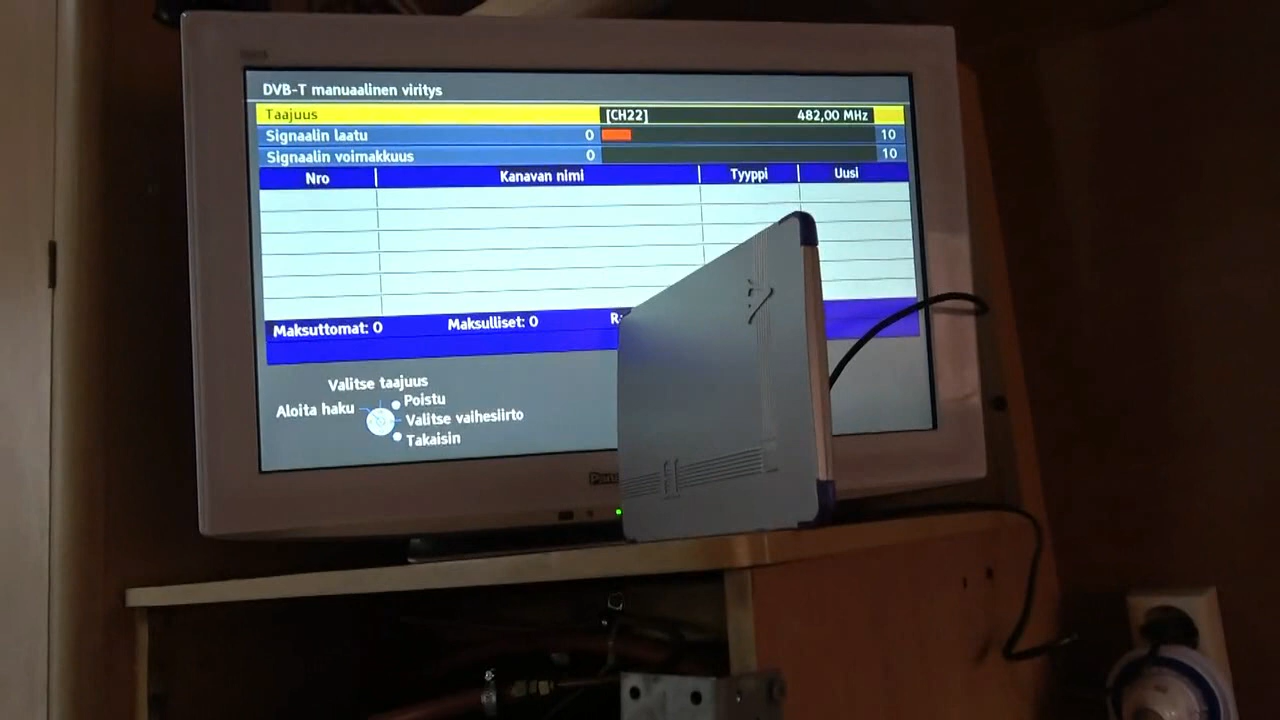 DVB-T manuaalinen viritys
Taajuus [CH22] 482,00 MHz
Signaalin laatu 0 10
Signaalin voimakkuus 0 10
Nro Kanavan nimi Tyyppi Uusi
Maksuttomat: 0 Maksulliset: 0
Valitse taajuus
Aloita haku
Poistu
Valitse vaihesiirto
Takaisin